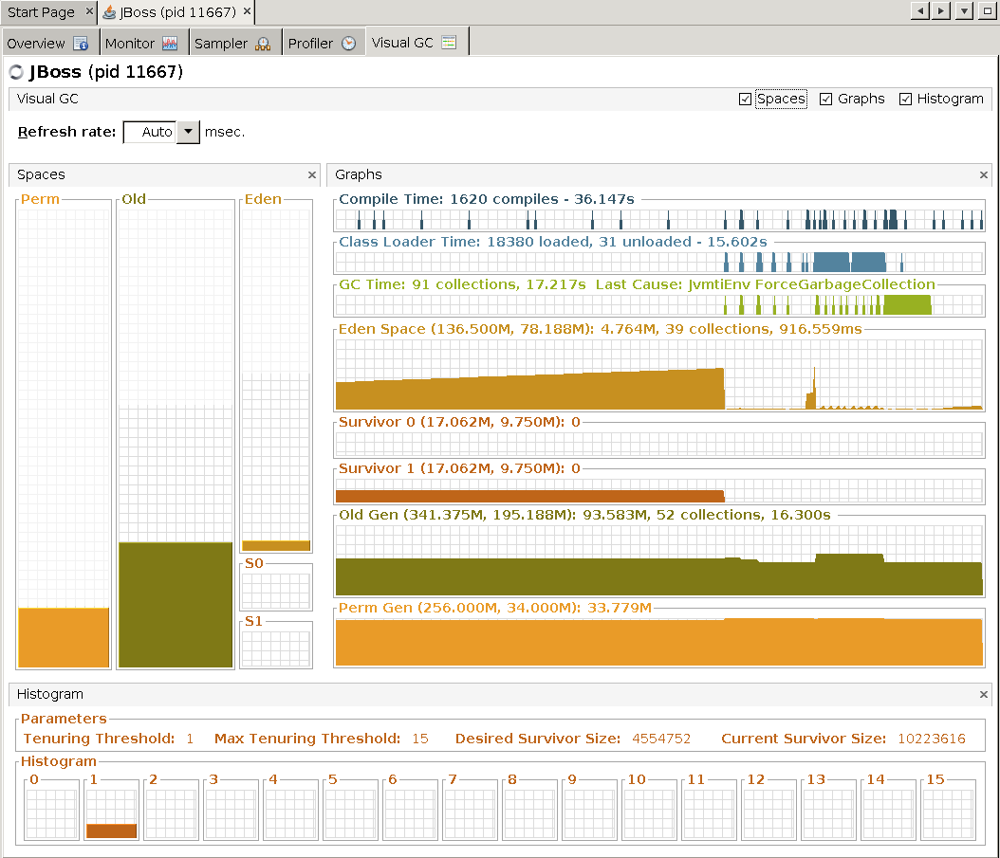 Start Page JBoss (pid 11667)
Overview Monitor Sampler Profiler Visual GC
JBoss (pid 11667)
Visual GC Spaces Graphs Histogram
Refresh rate: Auto msec.
Spaces
Perm Old Eden
S0
S1
Graphs
Compile Time: 1620 compiles - 36.147s
Class Loader Time: 18380 loaded, 31 unloaded - 15.602s
GC Time: 91 collections, 17.217s Last Cause: JvmtiEnv ForceGarbageCollection
Eden Space (136.500M, 78.188M): 4.764M, 39 collections, 916.559ms
Survivor 0 (17.062M, 9.750M): 0
Survivor 1 (17.062M, 9.750M): 0
Old Gen (341.375M, 195.188M): 93.583M, 52 collections, 16.300s
Perm Gen (256.000M, 34.000M): 33.779M
Histogram
Parameters
Tenuring Threshold: 1 Max Tenuring Threshold: 15 Desired Survivor Size: 4554752 Current Survivor Size: 10223616
Histogram
0 1 2 3 4 5 6 7 8 9 10 11 12 13 14 15